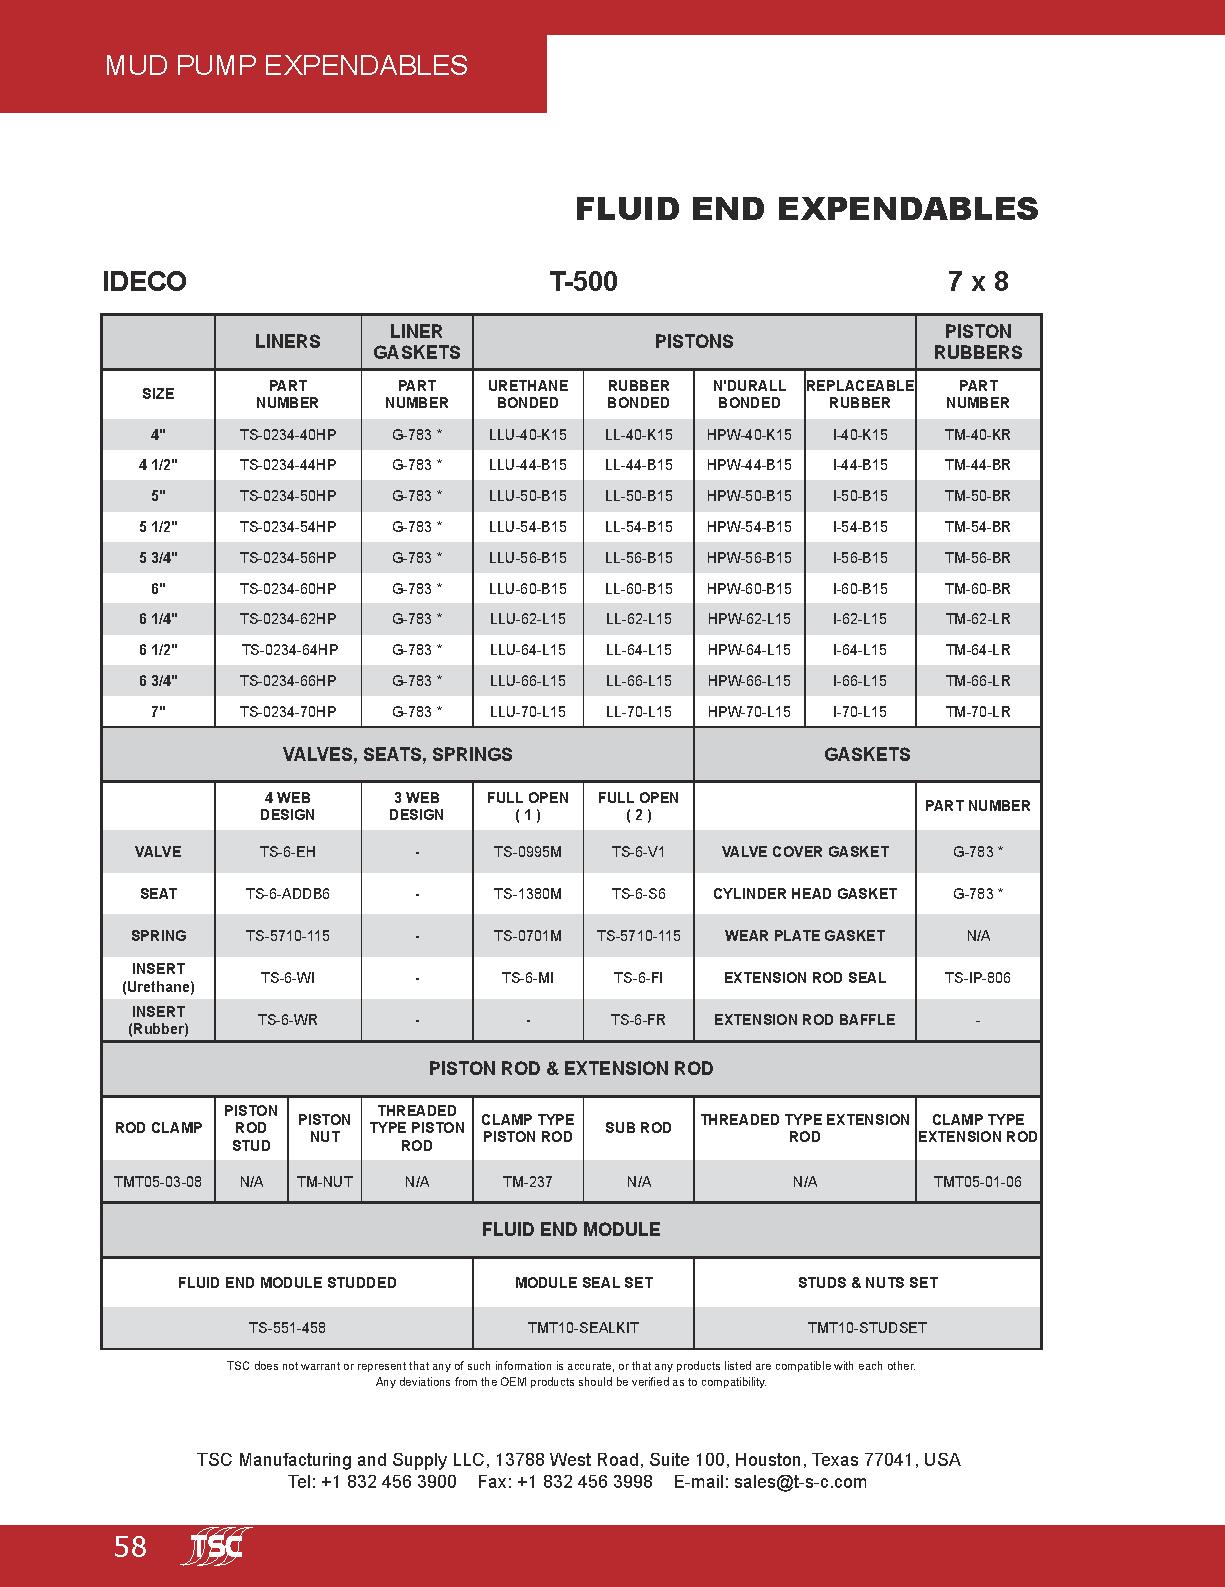 MUD PUMP EXPENDABLES
FLUID END EXPENDABLES
IDECO T-500 7 x 8
LINERS LINER GASKETS PISTONS PISTON RUBBERS
SIZE PART NUMBER PART NUMBER URETHANE BONDED RUBBER BONDED N'DURALL BONDED REPLACEABLE RUBBER PART NUMBER
4" TS-0234-40HP G-783 * LLU-40-K15 LL-40-K15 HPW-40-K15 I-40-K15 TM-40-KR
4 1/2" TS-0234-44HP G-783 * LLU-44-B15 LL-44-B15 HPW-44-B15 I-44-B15 TM-44-BR
5" TS-0234-50HP G-783 * LLU-50-B15 LL-50-B15 HPW-50-B15 I-50-B15 TM-50-BR
5 1/2" TS-0234-54HP G-783 * LLU-54-B15 LL-54-B15 HPW-54-B15 I-54-B15 TM-54-BR
5 3/4" TS-0234-56HP G-783 * LLU-56-B15 LL-56-B15 HPW-56-B15 I-56-B15 TM-56-BR
6" TS-0234-60HP G-783 * LLU-60-B15 LL-60-B15 HPW-60-B15 I-60-B15 TM-60-BR
6 1/4" TS-0234-62HP G-783 * LLU-62-L15 LL-62-L15 HPW-62-L15 I-62-L15 TM-62-LR
6 1/2" TS-0234-64HP G-783 * LLU-64-L15 LL-64-L15 HPW-64-L15 I-64-L15 TM-64-LR
6 3/4" TS-0234-66HP G-783 * LLU-66-L15 LL-66-L15 HPW-66-L15 I-66-L15 TM-66-LR
7" TS-0234-70HP G-783 * LLU-70-L15 LL-70-L15 HPW-70-L15 I-70-L15 TM-70-LR
VALVES, SEATS, SPRINGS GASKETS
4 WEB DESIGN 3 WEB DESIGN FULL OPEN ( 1 ) FULL OPEN ( 2 ) PART NUMBER
VALVE TS-6-EH - TS-0995M TS-6-V1 VALVE COVER GASKET G-783 *
SEAT TS-6-ADDB6 - TS-1380M TS-6-S6 CYLINDER HEAD GASKET G-783 *
SPRING TS-5710-115 - TS-0701M TS-5710-115 WEAR PLATE GASKET N/A
INSERT (Urethane) TS-6-WI - TS-6-MI TS-6-FI EXTENSION ROD SEAL TS-IP-806
INSERT (Rubber) TS-6-WR - - TS-6-FR EXTENSION ROD BAFFLE -
PISTON ROD & EXTENSION ROD
ROD CLAMP PISTON ROD STUD PISTON NUT THREADED TYPE PISTON ROD CLAMP TYPE PISTON ROD SUB ROD THREADED TYPE EXTENSION ROD CLAMP TYPE EXTENSION ROD
TMT05-03-08 N/A TM-NUT N/A TM-237 N/A N/A TMT05-01-06
FLUID END MODULE
FLUID END MODULE STUDDED MODULE SEAL SET STUDS & NUTS SET
TS-551-458 TMT10-SEALKIT TMT10-STUDSET
TSC does not warrant or represent that any of such information is accurate, or that any products listed are compatible with each other.
Any deviations from the OEM products should be verified as to compatibility.
TSC Manufacturing and Supply LLC, 13788 West Road, Suite 100, Houston, Texas 77041, USA
Tel: +1 832 456 3900 Fax: +1 832 456 3998 E-mail: sales@t-s-c.com
58 TSC